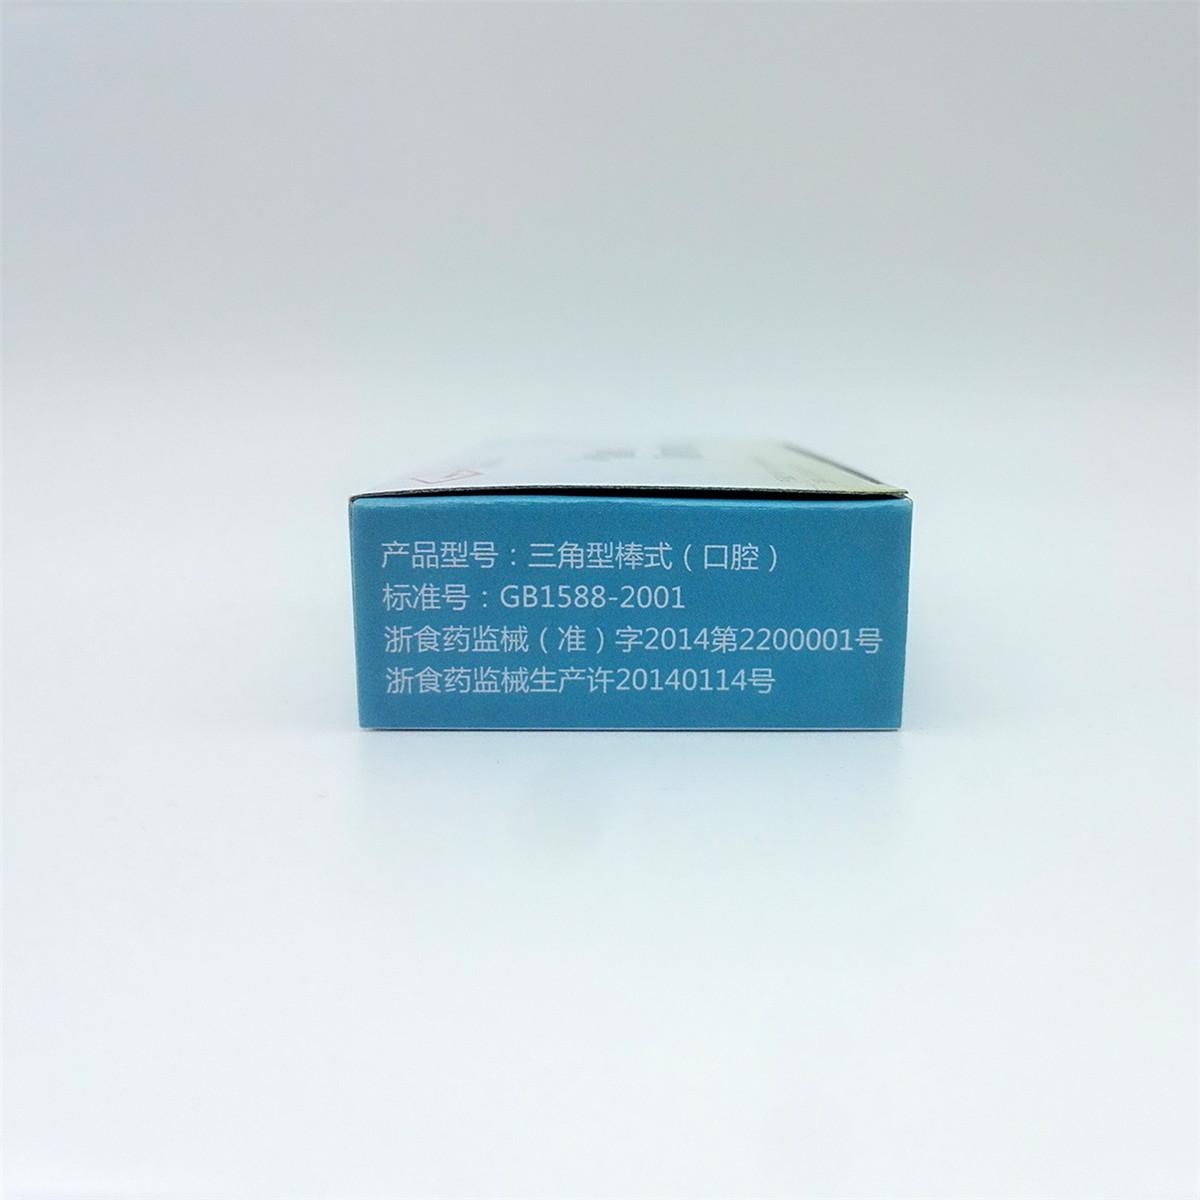 产品型号：三角型棒式（口腔）
标准号：GB1588-2001
浙食药监械（准）字2014第2200001号
浙食药监械生产许20140114号